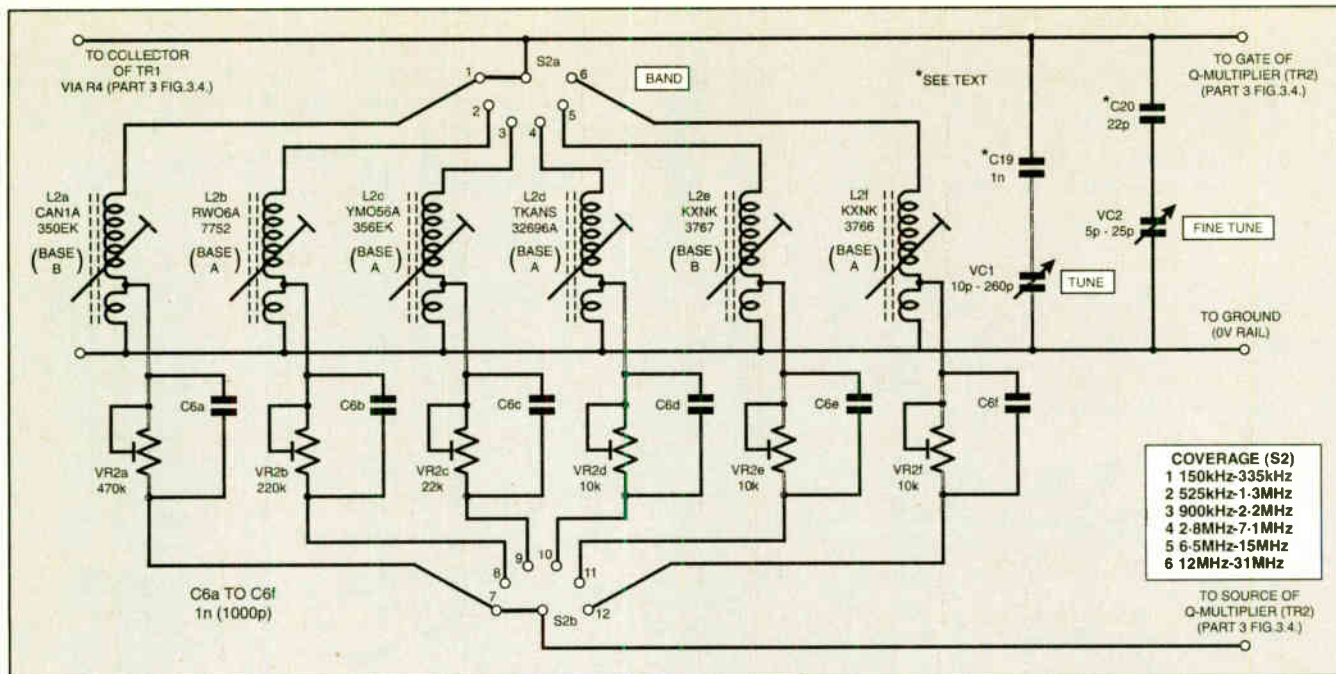 TO COLLECTOR
OF TR1
VIA R4 (PART 3 FIG.3.4.)
S2a
BAND
1
2
3
4
5
6
*SEE TEXT
TO GATE OF
Q-MULTIPLIER (TR2)
(PART 3 FIG.3.4.)
*C20
22p
*C19
1n
L2a
CAN1A
350EK
(BASE
B)
L2b
RWO6A
7752
(BASE
A)
L2c
YMO56A
356EK
(BASE
A)
L2d
TKANS
32696A
(BASE
A)
L2e
KXNK
3767
(BASE
B)
L2f
KXNK
3766
(BASE
A)
VC2
5p - 25p
FINE TUNE
VC1
10p - 260p
TUNE
TO GROUND
(0V RAIL)
C6a
C6b
C6c
C6d
C6e
C6f
VR2a
470k
VR2b
220k
VR2c
22k
VR2d
10k
VR2e
10k
VR2f
10k
COVERAGE (S2)
1 150kHz-335kHz
2 525kHz-1·3MHz
3 900kHz-2·2MHz
4 2·8MHz-7·1MHz
5 6·5MHz-15MHz
6 12MHz-31MHz
7
8
9
10
11
12
C6a TO C6f
1n (1000p)
S2b
TO SOURCE OF
Q-MULTIPLIER (TR2)
(PART 3 FIG.3.4.)